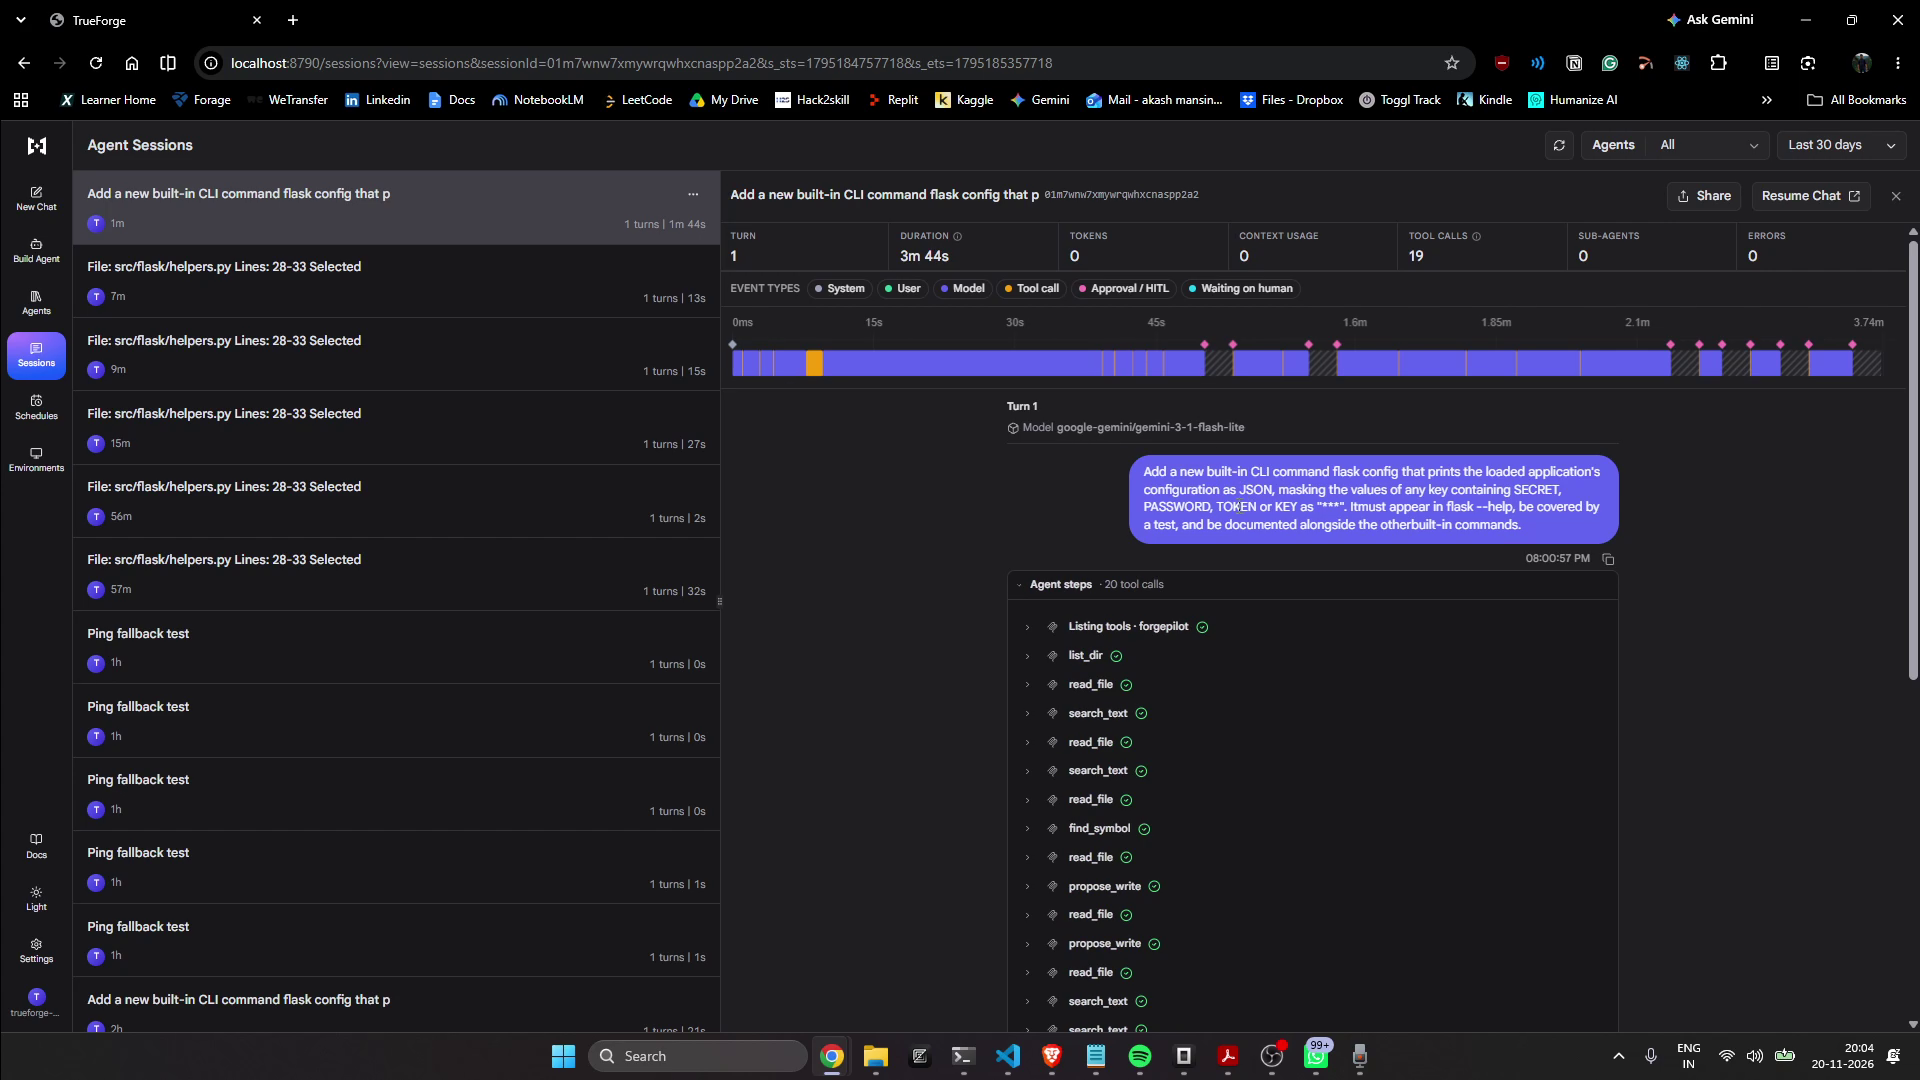 TrueForge
Ask Gemini
localhost:8790/sessions?view=sessions&sessionId=01m7wnw7xmywrqwhxcnaspp2a2&s_sts=1795184757718&s_ets=1795185357718
Learner Home Forage WeTransfer Linkedin Docs NotebookLM LeetCode My Drive Hack2skill Replit Kaggle Gemini Mail - akash mansin... Files - Dropbox Toggl Track Kindle Humanize AI » All Bookmarks
Agent Sessions
Agents All
Last 30 days
New Chat
Build Agent
Agents
Sessions
Schedules
Environments
Docs
Light
Settings
T
trueforge-...
Add a new built-in CLI command flask config that p
T 1m 1 turns | 1m 44s
File: src/flask/helpers.py Lines: 28-33 Selected
T 7m 1 turns | 13s
File: src/flask/helpers.py Lines: 28-33 Selected
T 9m 1 turns | 15s
File: src/flask/helpers.py Lines: 28-33 Selected
T 15m 1 turns | 27s
File: src/flask/helpers.py Lines: 28-33 Selected
T 56m 1 turns | 2s
File: src/flask/helpers.py Lines: 28-33 Selected
T 57m 1 turns | 32s
Ping fallback test
T 1h 1 turns | 0s
Ping fallback test
T 1h 1 turns | 0s
Ping fallback test
T 1h 1 turns | 0s
Ping fallback test
T 1h 1 turns | 1s
Ping fallback test
T 1h 1 turns | 1s
Add a new built-in CLI command flask config that p
T 2h 1 turns | 21s
Add a new built-in CLI command flask config that p 01m7wnw7xmywrqwhxcnaspp2a2
Share
Resume Chat
TURN DURATION TOKENS CONTEXT USAGE TOOL CALLS SUB-AGENTS ERRORS
1 3m 44s 0 0 19 0 0
EVENT TYPES System User Model Tool call Approval / HITL Waiting on human
0ms 15s 30s 45s 1.6m 1.85m 2.1m 3.74m
Turn 1
Model google-gemini/gemini-3-1-flash-lite
Add a new built-in CLI command flask config that prints the loaded application's
configuration as JSON, masking the values of any key containing SECRET,
PASSWORD, TOKEN or KEY as "***". Itmust appear in flask --help, be covered by
a test, and be documented alongside the otherbuilt-in commands.
08:00:57 PM
Agent steps · 20 tool calls
Listing tools · forgepilot
list_dir
read_file
search_text
read_file
search_text
read_file
find_symbol
read_file
propose_write
read_file
propose_write
read_file
search_text
search_text
Search
99+
ENG
IN
20:04
20-11-2026